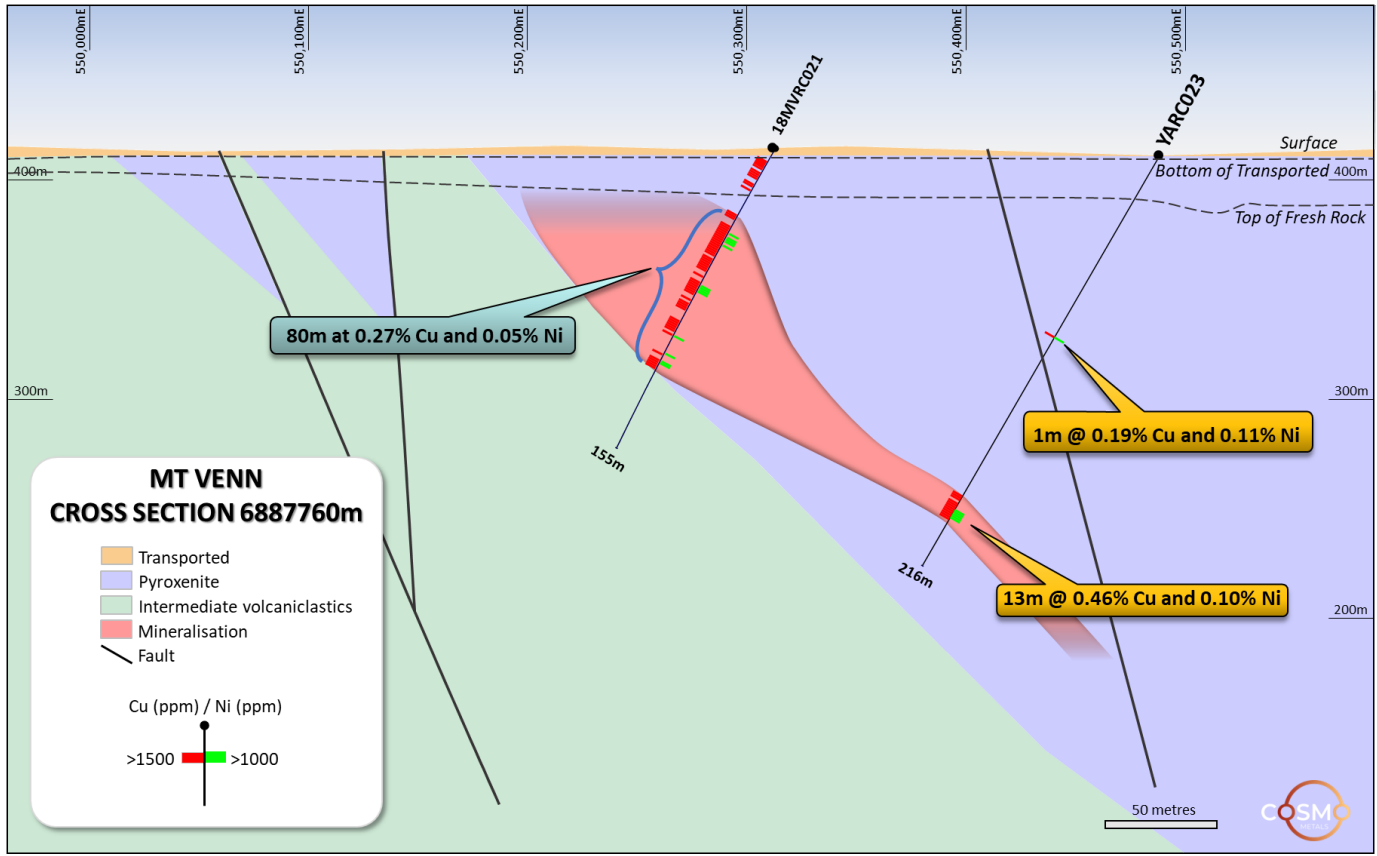 550,000mE
550,100mE
550,200mE
550,300mE
550,400mE
550,500mE
18MVRC021
YARC023
Surface
Bottom of Transported
400m
400m
Top of Fresh Rock
80m at 0.27% Cu and 0.05% Ni
300m
300m
1m @ 0.19% Cu and 0.11% Ni
155m
216m
13m @ 0.46% Cu and 0.10% Ni
200m
MT VENN
CROSS SECTION 6887760m
Transported
Pyroxenite
Intermediate volcaniclastics
Mineralisation
Fault
Cu (ppm) / Ni (ppm)
>1500 >1000
50 metres
COSMO
METALS